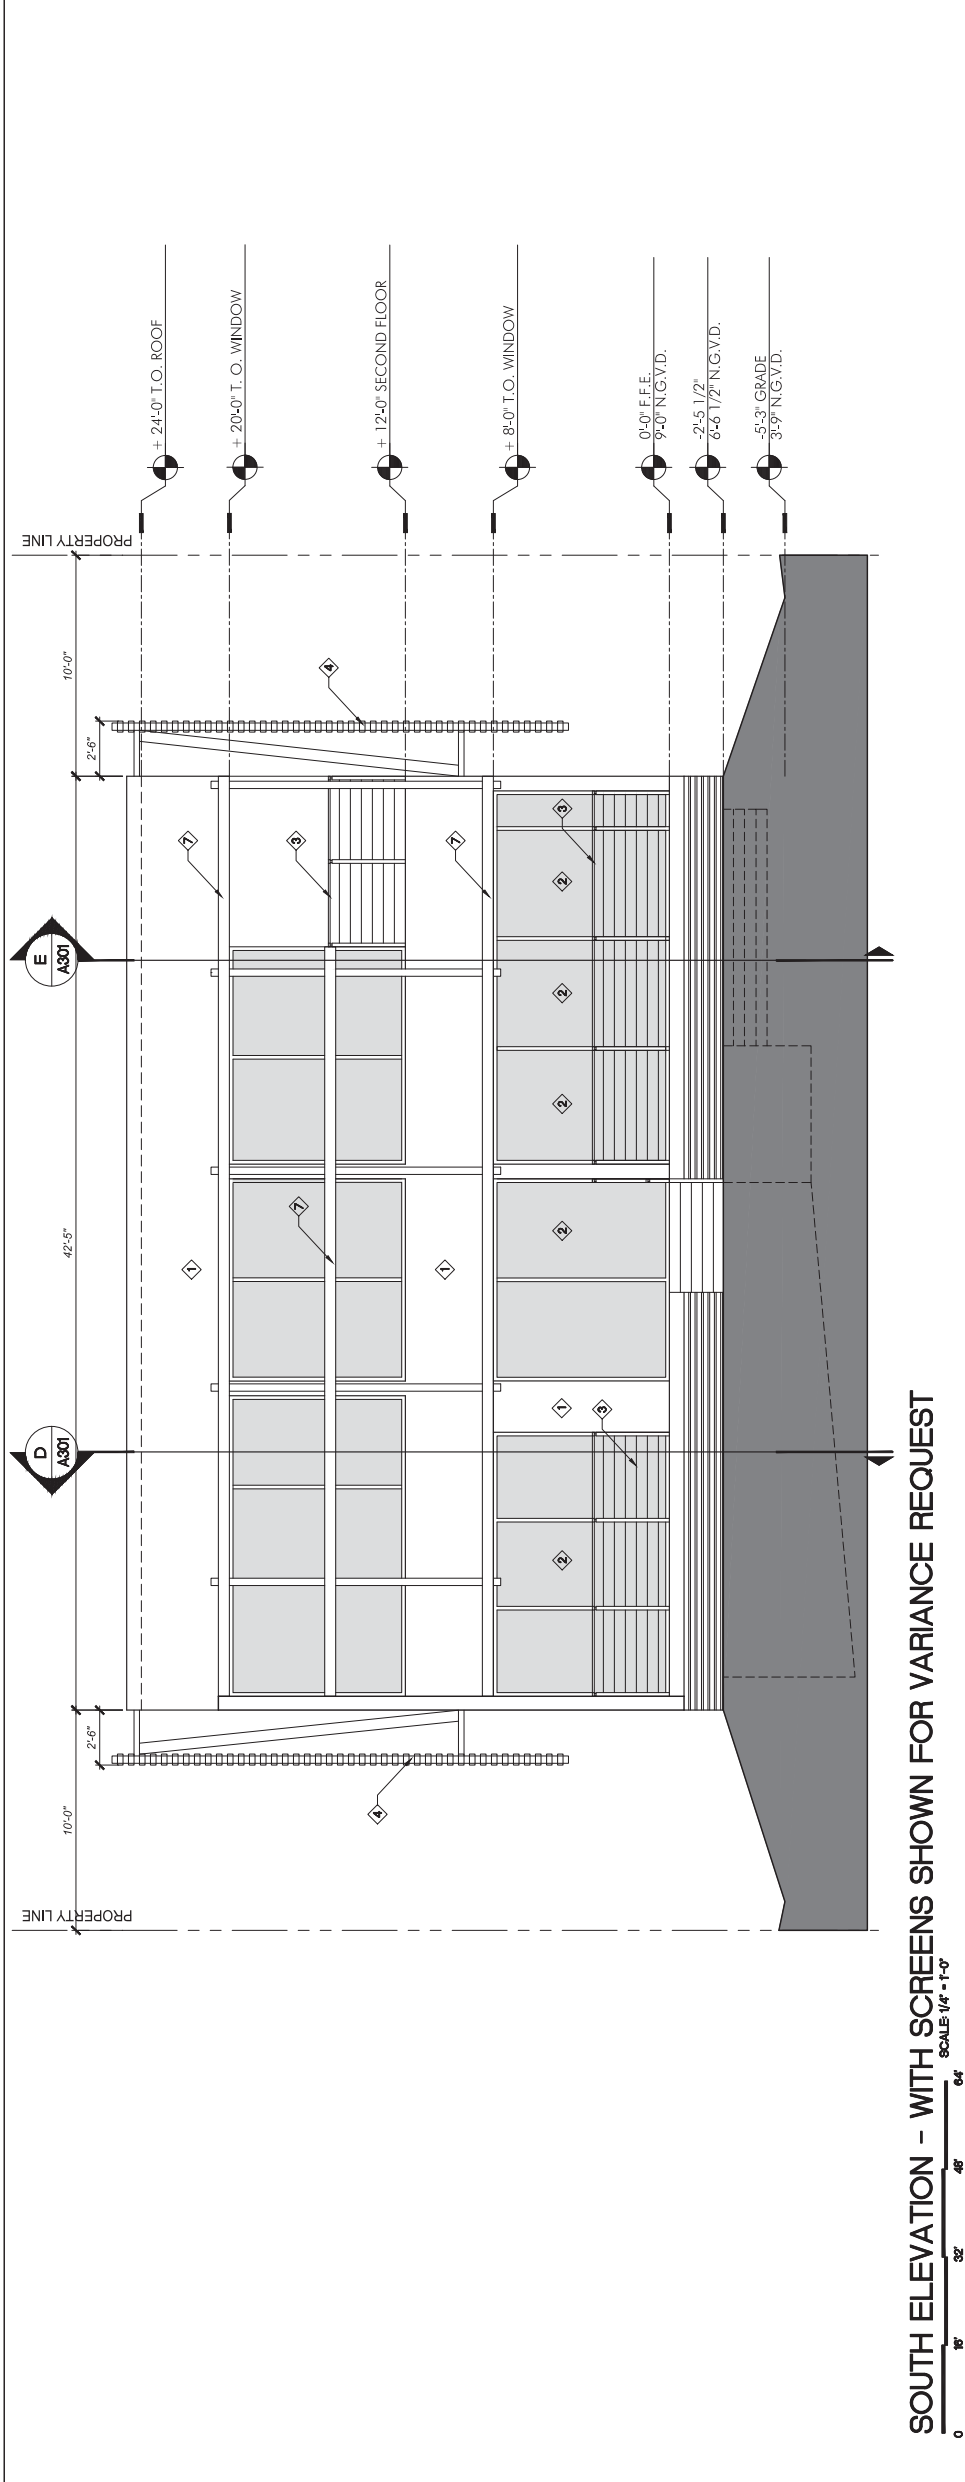 PROPERTY LINE
PROPERTY LINE
10'-0"
2'-6"
42'-5"
2'-6"
10'-0"
D
A301
E
A301
+ 24'-0" T.O. ROOF
+ 20'-0" T. O. WINDOW
+ 12'-0" SECOND FLOOR
+ 8'-0" T.O. WINDOW
0'-0" F.F.E.
9'-0" N.G.V.D.
-2'-5 1/2"
6'-6 1/2" N.G.V.D.
-5'-3" GRADE
3'-9" N.G.V.D.
1
7
7
3
4
4
7
1
7
2
1
3
2
2
2
2
3
SOUTH ELEVATION - WITH SCREENS SHOWN FOR VARIANCE REQUEST
SCALE: 1/4" - 1'-0"
0 16' 32' 48' 64'